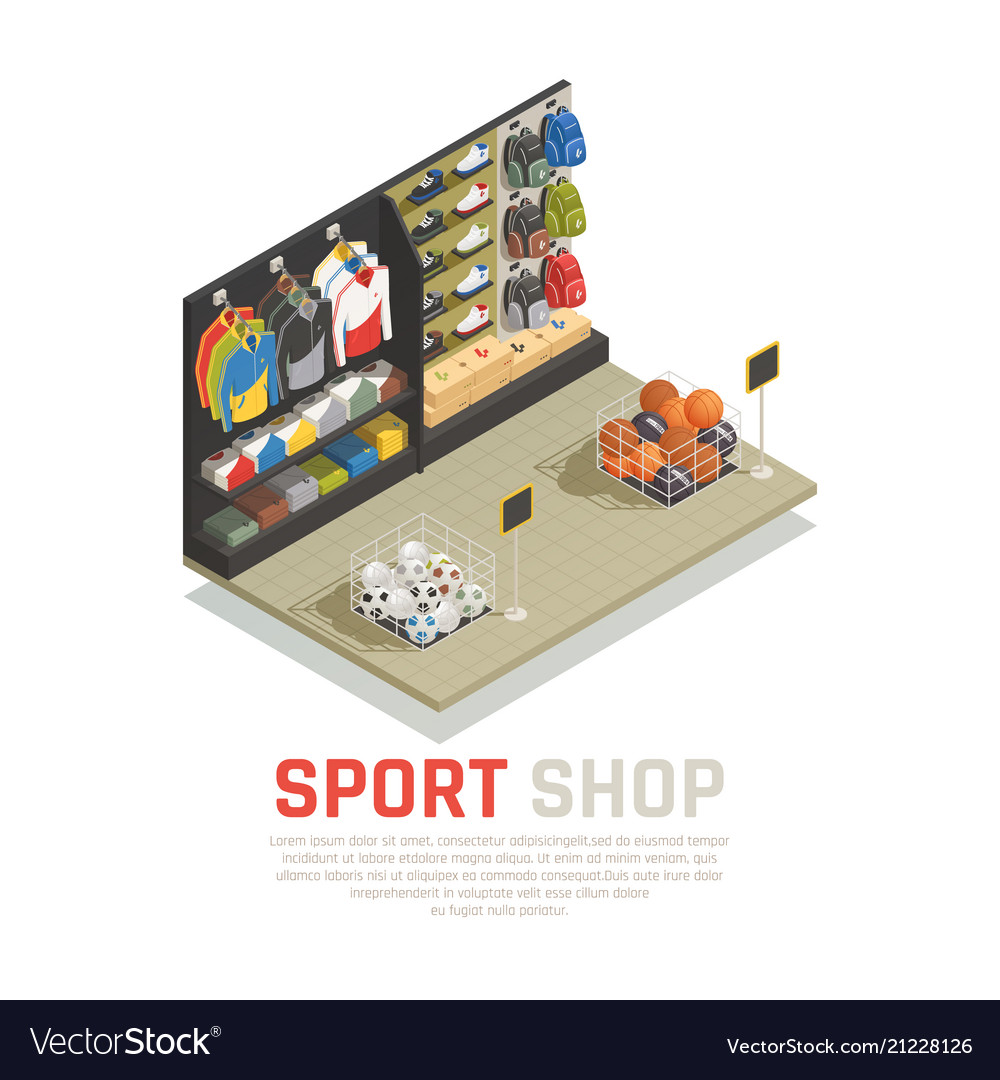 SPORT SHOP
Lorem ipsum dolor sit amet, consectetur adipisicingelit,sed do eiusmod tempor
incididunt ut labore etdolore magna aliqua. Ut enim ad minim veniam, quis
ullamco laboris nisi ut aliquip ea commodo consequat.Duis aute irure dolor
inreprehenderit in voluptate velit esse cillum dolore
eu fugiat nulla pariatur.
VectorStock®
VectorStock.com/21228126